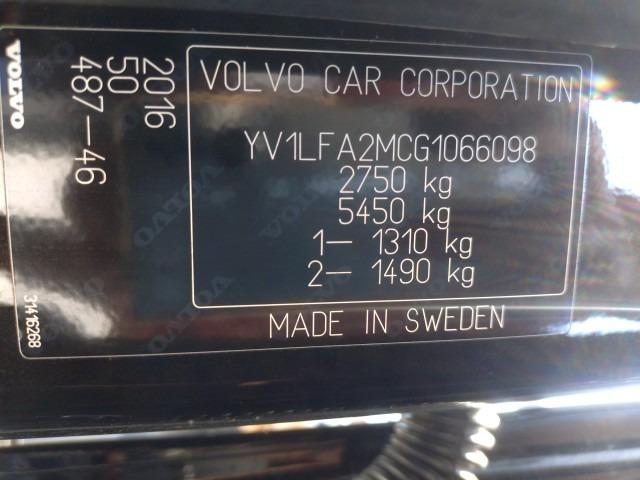 VOLVO
2016
50
487-46
31416268
VOLVO CAR CORPORATION
YV1LFA2MCG1066098
2750 kg
5450 kg
1- 1310 kg
2- 1490 kg
MADE IN SWEDEN